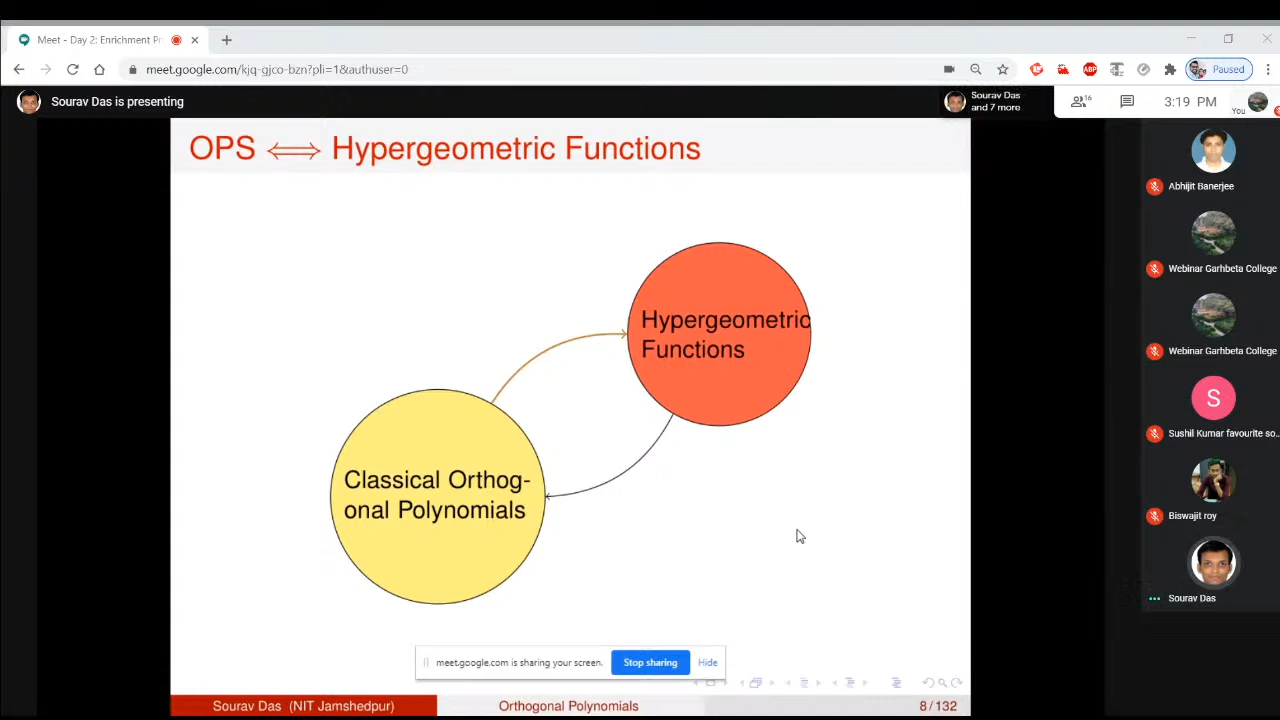 Meet - Day 2: Enrichment Pr
meet.google.com/kjq-gjco-bzn?pli=1&authuser=0
ABP
Paused
Sourav Das is presenting
Sourav Das
and 7 more
16
3:19 PM
You
OPS ⟺ Hypergeometric Functions
Abhijit Banerjee
Webinar Garhbeta College
Hypergeometric
Functions
Webinar Garhbeta College
S
Sushil Kumar favourite so...
Classical Orthog-
onal Polynomials
Biswajit roy
Sourav Das
meet.google.com is sharing your screen.
Stop sharing
Hide
Sourav Das (NIT Jamshedpur)
Orthogonal Polynomials
8 / 132